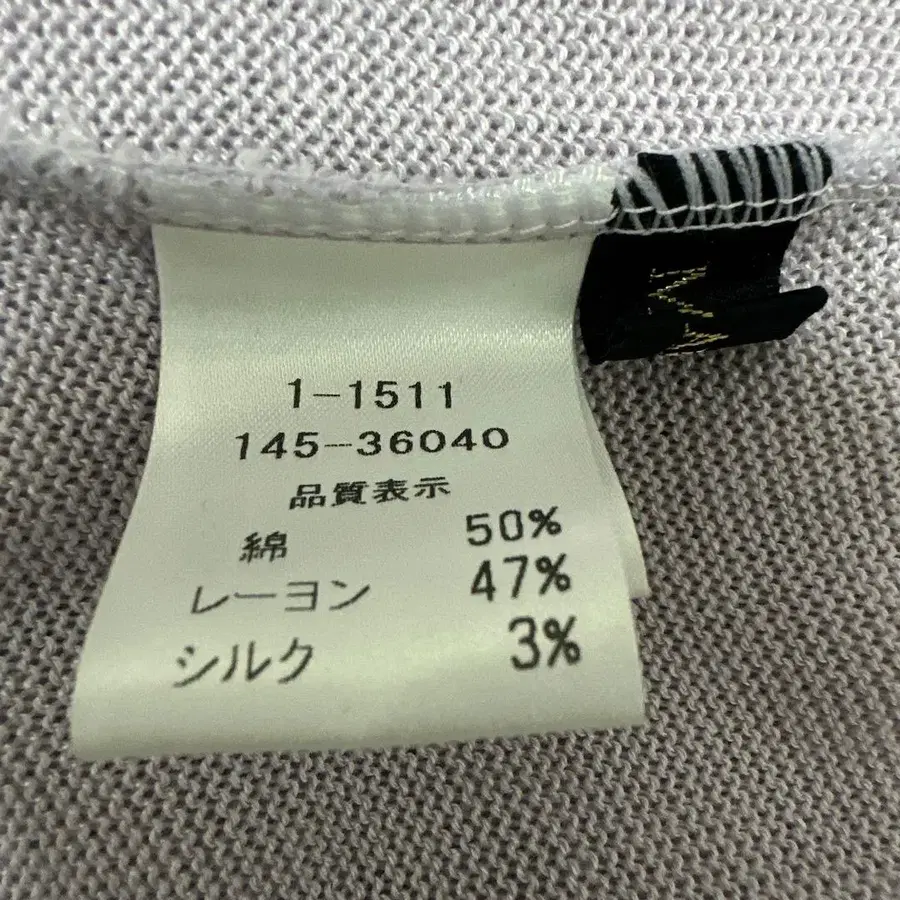 1-1511
145-36040
品質表示
綿 50%
レーヨン 47%
シルク 3%